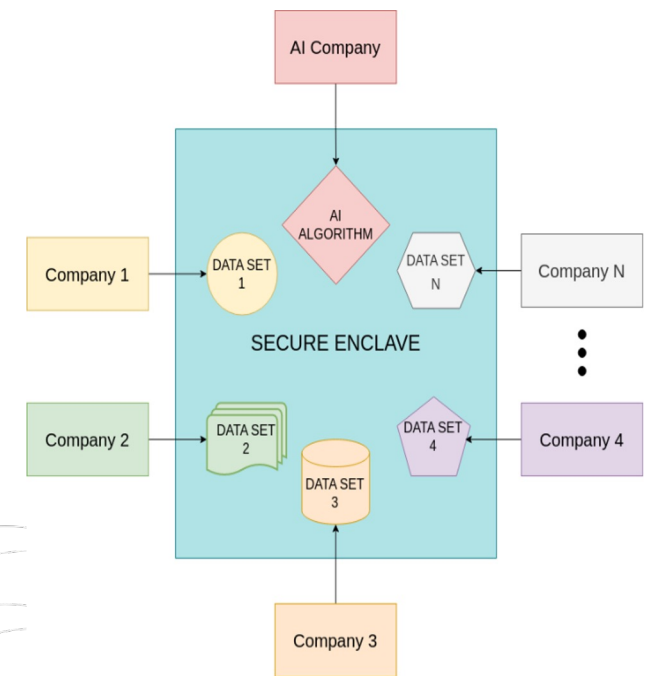 AI Company
AI
ALGORITHM
Company 1
DATA SET
1
DATA SET
N
Company N
SECURE ENCLAVE
Company 2
DATA SET
2
DATA SET
4
Company 4
DATA SET
3
Company 3